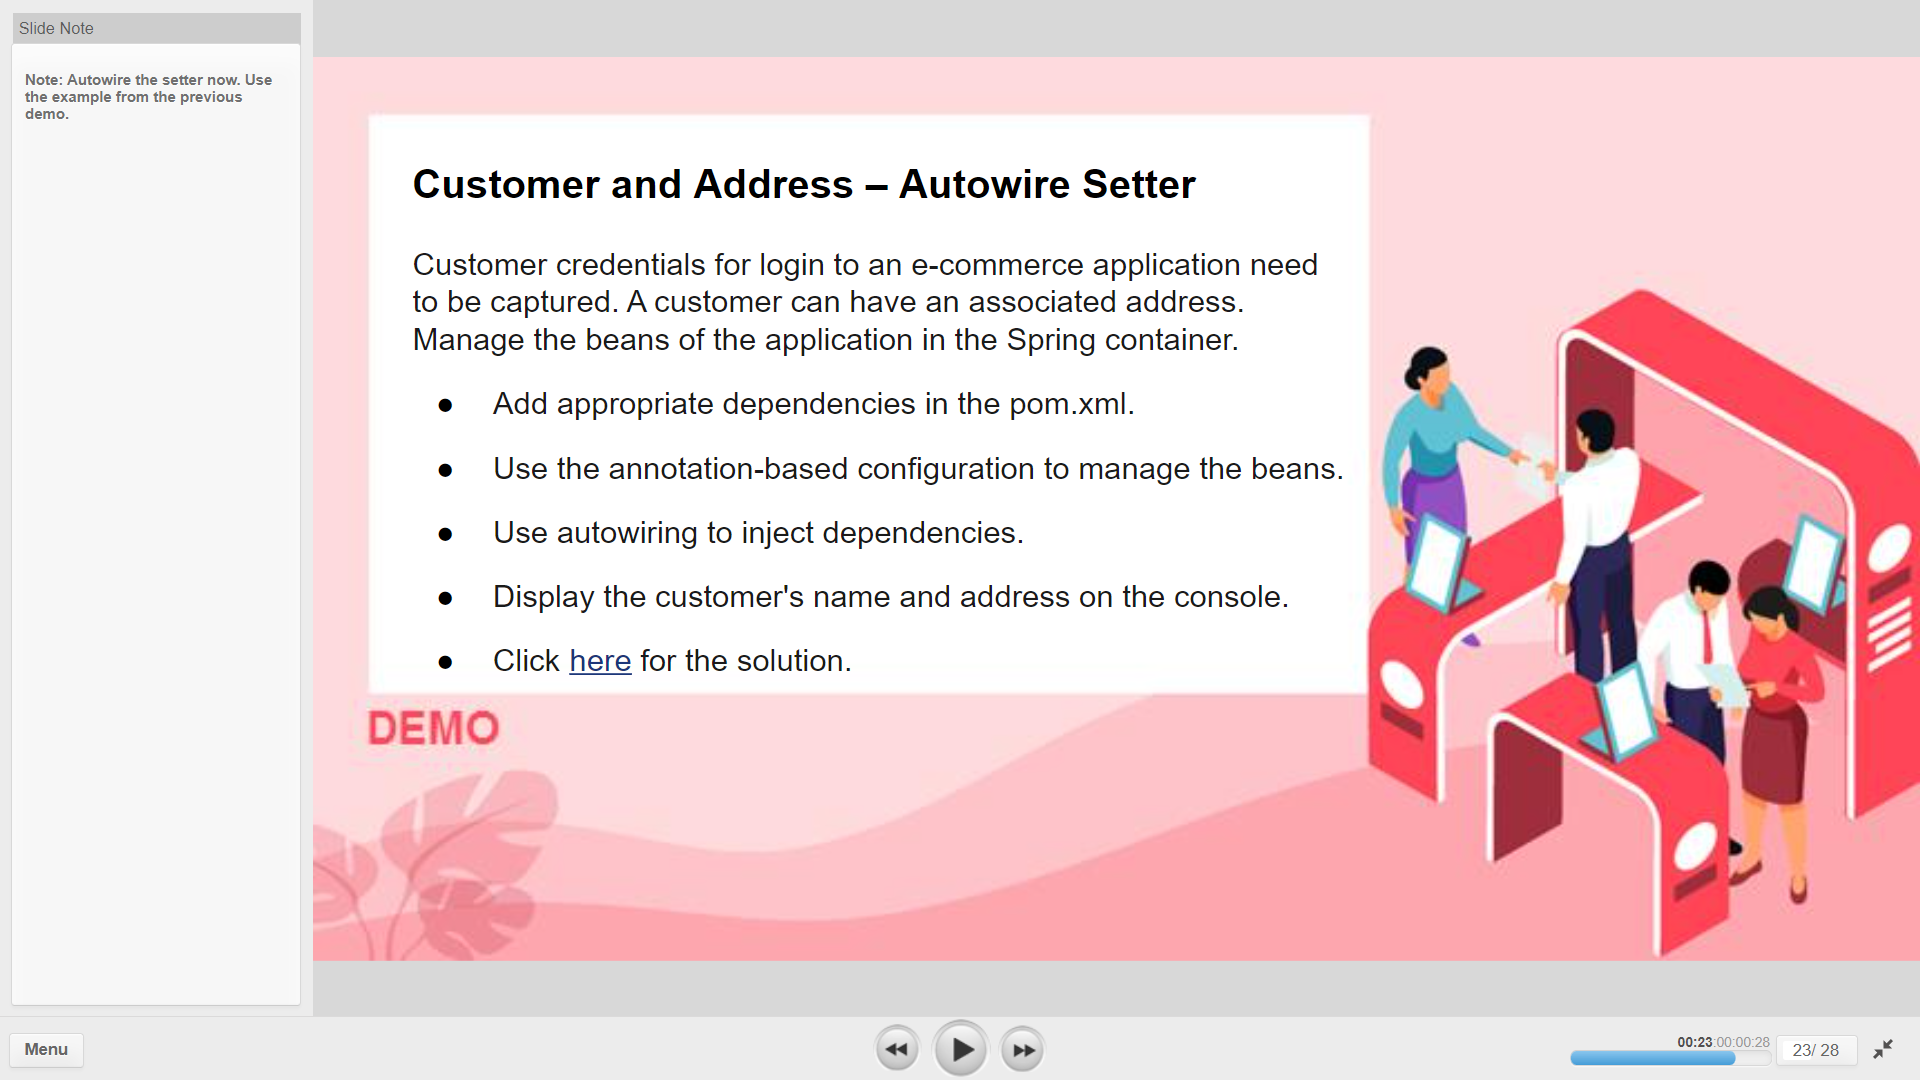 Slide Note
Note: Autowire the setter now. Use
the example from the previous
demo.
Customer and Address – Autowire Setter
Customer credentials for login to an e-commerce application need
to be captured. A customer can have an associated address.
Manage the beans of the application in the Spring container.
● Add appropriate dependencies in the pom.xml.
● Use the annotation-based configuration to manage the beans.
● Use autowiring to inject dependencies.
● Display the customer's name and address on the console.
● Click here for the solution.
DEMO
Menu
00:23:00:00:28
23/ 28